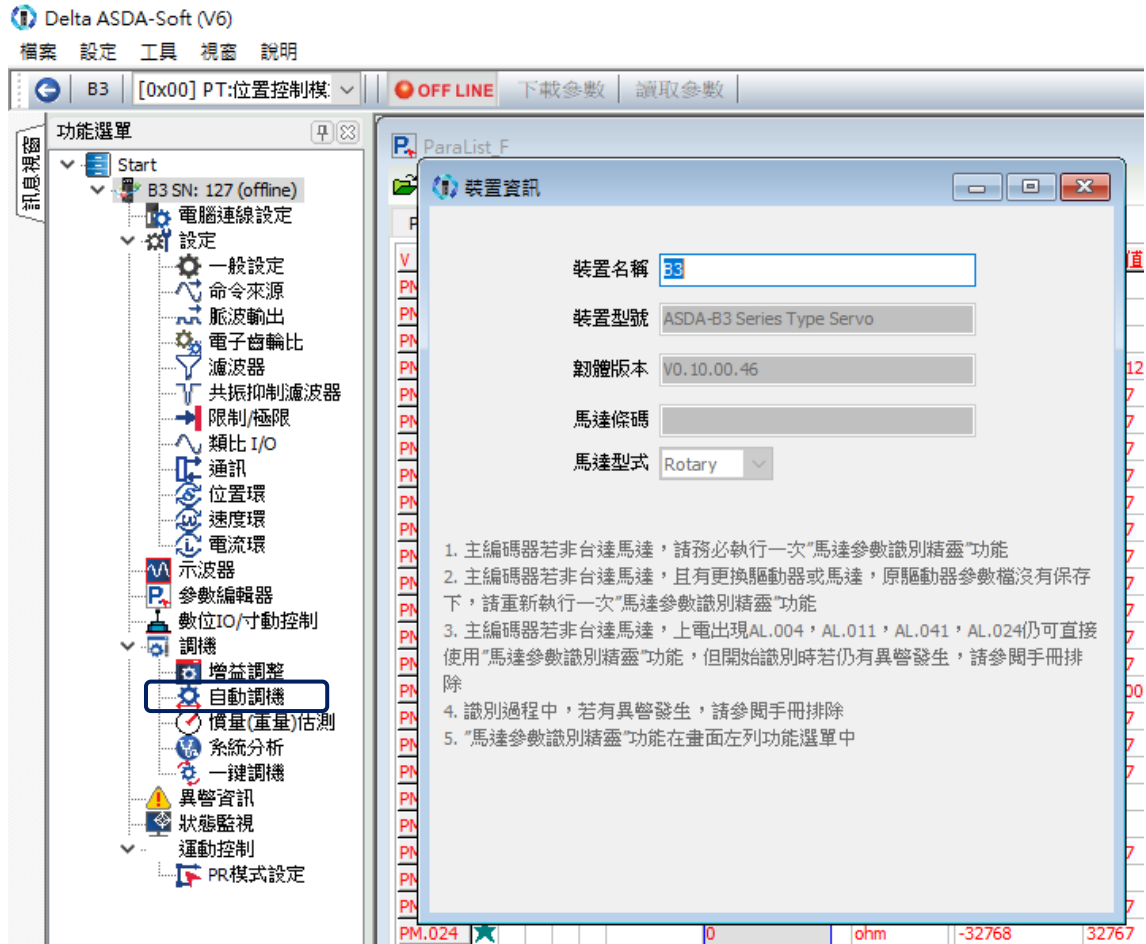 Delta ASDA-Soft (V6)
檔案 設定 工具 視窗 說明
B3 [0x00] PT:位置控制模: OFF LINE 下載參數 讀取參數
訊息視窗
功能選單
Start
B3 SN: 127 (offline)
電腦連線設定
設定
一般設定
命令來源
脈波輸出
電子齒輪比
濾波器
共振抑制濾波器
限制/極限
類比 I/O
通訊
位置環
速度環
電流環
示波器
參數編輯器
數位IO/寸動控制
調機
增益調整
自動調機
慣量(重量)估測
系統分析
一鍵調機
異警資訊
狀態監視
運動控制
PR模式設定
ParaList_F
裝置資訊
裝置名稱 B3
裝置型號 ASDA-B3 Series Type Servo
韌體版本 V0.10.00.46
馬達條碼
馬達型式 Rotary
1. 主編碼器若非台達馬達，請務必執行一次"馬達參數識別精靈"功能
2. 主編碼器若非台達馬達，且有更換驅動器或馬達，原驅動器參數檔沒有保存
下，請重新執行一次"馬達參數識別精靈"功能
3. 主編碼器若非台達馬達，上電出現AL.004，AL.011，AL.041，AL.024仍可直接
使用"馬達參數識別精靈"功能，但開始識別時若仍有異警發生，請參閱手冊排
除
4. 識別過程中，若有異警發生，請參閱手冊排除
5. "馬達參數識別精靈"功能在畫面左列功能選單中
PM.024 0 ohm -32768 32767